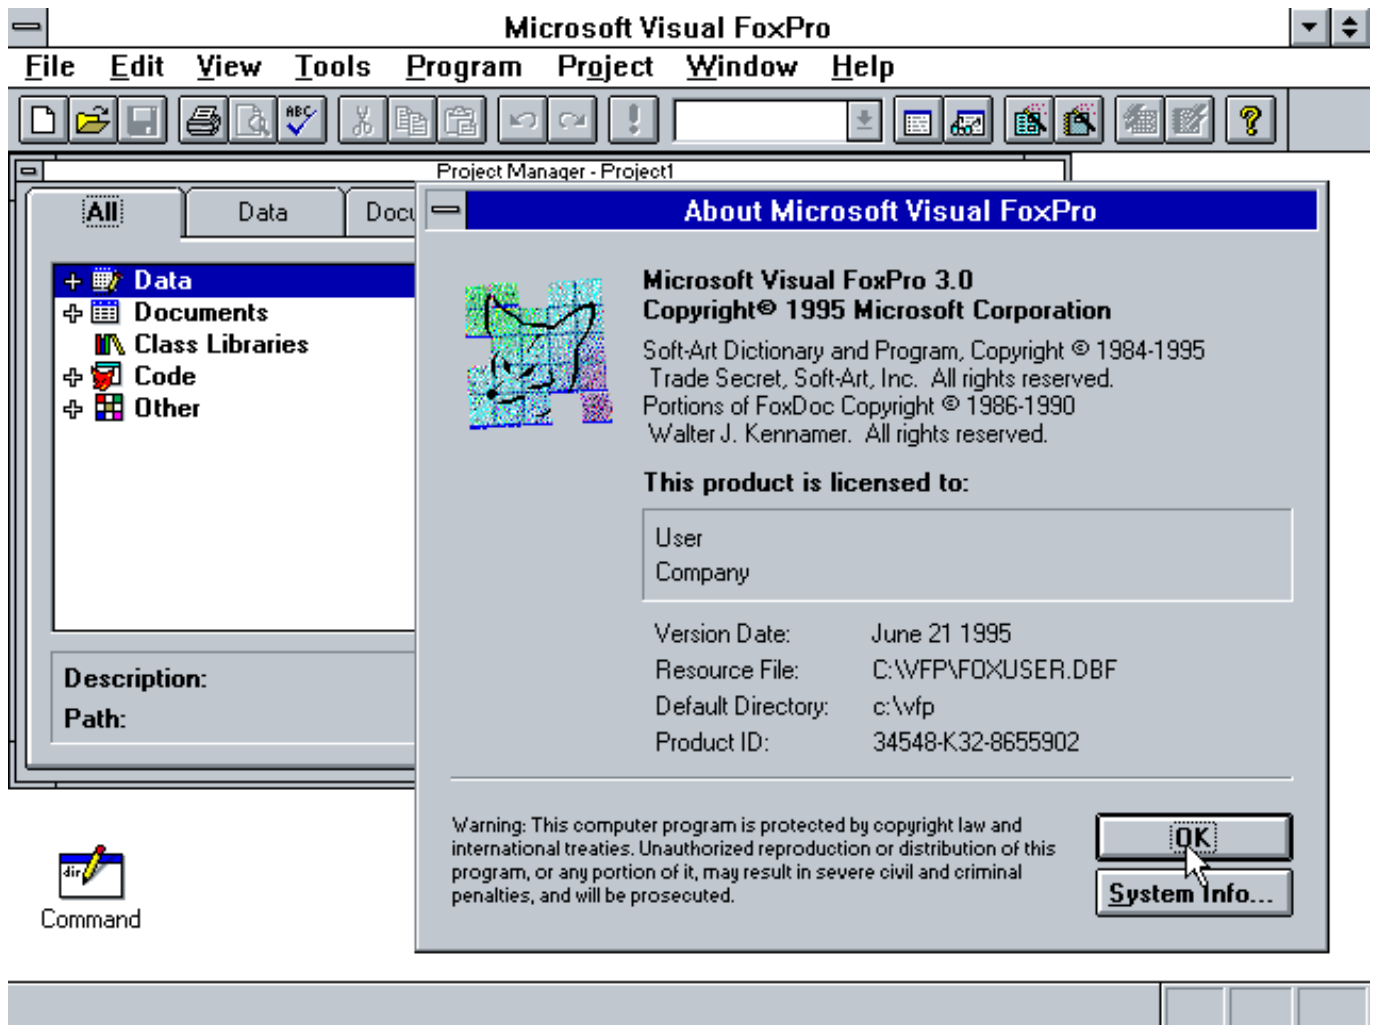 Microsoft Visual FoxPro
File Edit View Tools Program Project Window Help
ABC
Project Manager - Project1
All Data Docu
About Microsoft Visual FoxPro
Data
Documents
Class Libraries
Code
Other
Microsoft Visual FoxPro 3.0
Copyright© 1995 Microsoft Corporation
Soft-Art Dictionary and Program, Copyright © 1984-1995
Trade Secret, Soft-Art, Inc. All rights reserved.
Portions of FoxDoc Copyright © 1986-1990
Walter J. Kennamer. All rights reserved.
This product is licensed to:
User
Company
Version Date: June 21 1995
Resource File: C:\VFP\FOXUSER.DBF
Default Directory: c:\vfp
Product ID: 34548-K32-8655902
Description:
Path:
Warning: This computer program is protected by copyright law and
international treaties. Unauthorized reproduction or distribution of this
program, or any portion of it, may result in severe civil and criminal
penalties, and will be prosecuted.
OK
System Info...
dir
Command